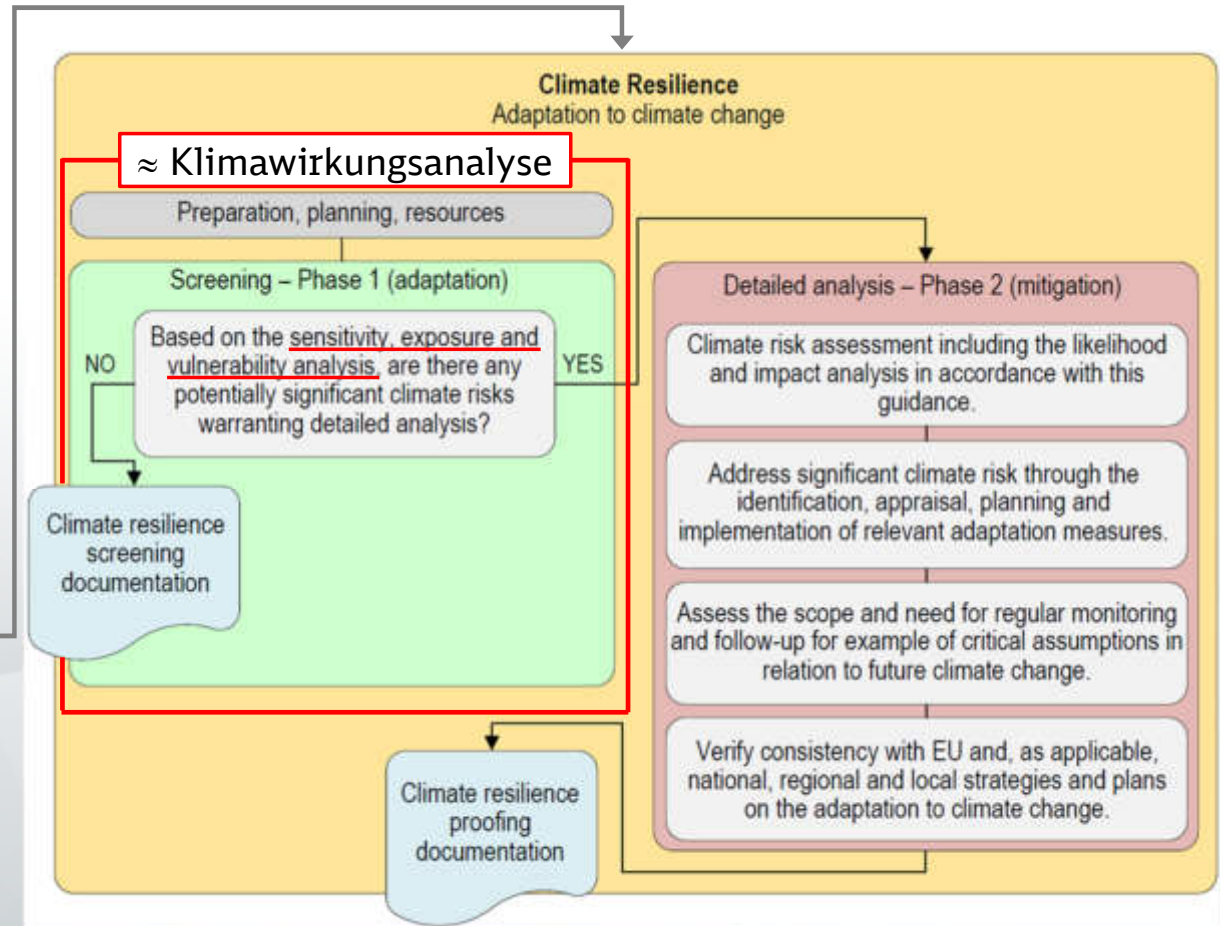 Climate Resilience
Adaptation to climate change
≈ Klimawirkungsanalyse
Preparation, planning, resources
Screening – Phase 1 (adaptation)
Based on the sensitivity, exposure and
vulnerability analysis, are there any
potentially significant climate risks
warranting detailed analysis?
NO
YES
Climate resilience
screening
documentation
Detailed analysis – Phase 2 (mitigation)
Climate risk assessment including the likelihood
and impact analysis in accordance with this
guidance.
Address significant climate risk through the
identification, appraisal, planning and
implementation of relevant adaptation measures.
Assess the scope and need for regular monitoring
and follow-up for example of critical assumptions in
relation to future climate change.
Verify consistency with EU and, as applicable,
national, regional and local strategies and plans
on the adaptation to climate change.
Climate resilience
proofing
documentation